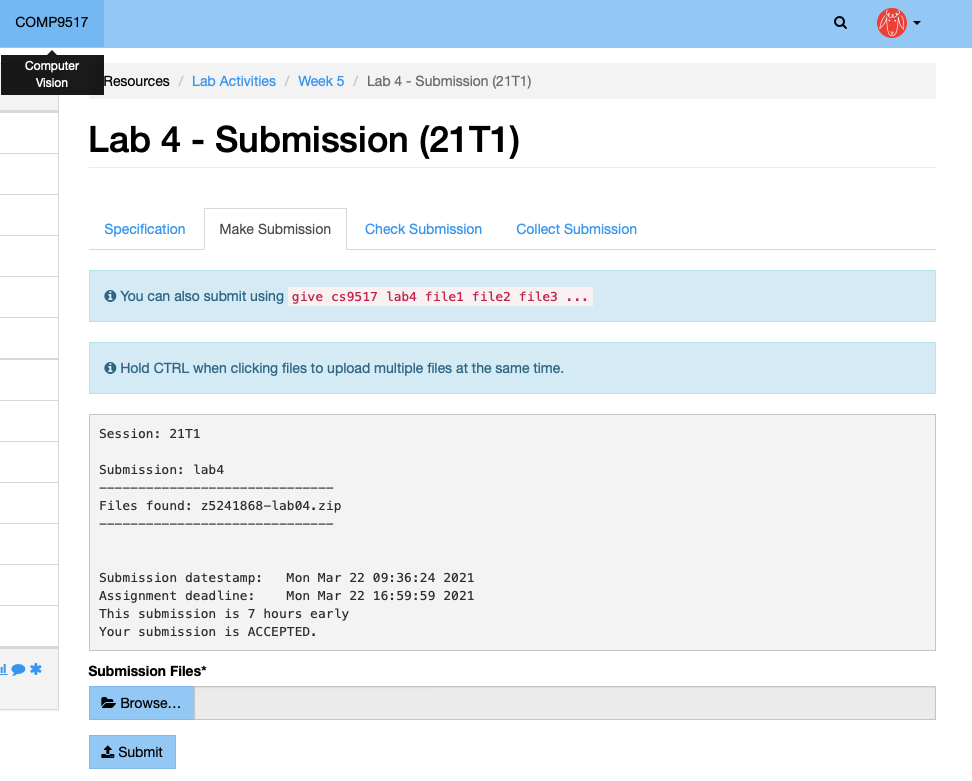 COMP9517
Computer
Vision
Resources / Lab Activities / Week 5 / Lab 4 - Submission (21T1)
Lab 4 - Submission (21T1)
Specification Make Submission Check Submission Collect Submission
You can also submit using give cs9517 lab4 file1 file2 file3 ...
Hold CTRL when clicking files to upload multiple files at the same time.
Session: 21T1
Submission: lab4
------------------------------
Files found: z5241868-lab04.zip
------------------------------
Submission datestamp: Mon Mar 22 09:36:24 2021
Assignment deadline: Mon Mar 22 16:59:59 2021
This submission is 7 hours early
Your submission is ACCEPTED.
Submission Files*
Browse...
Submit